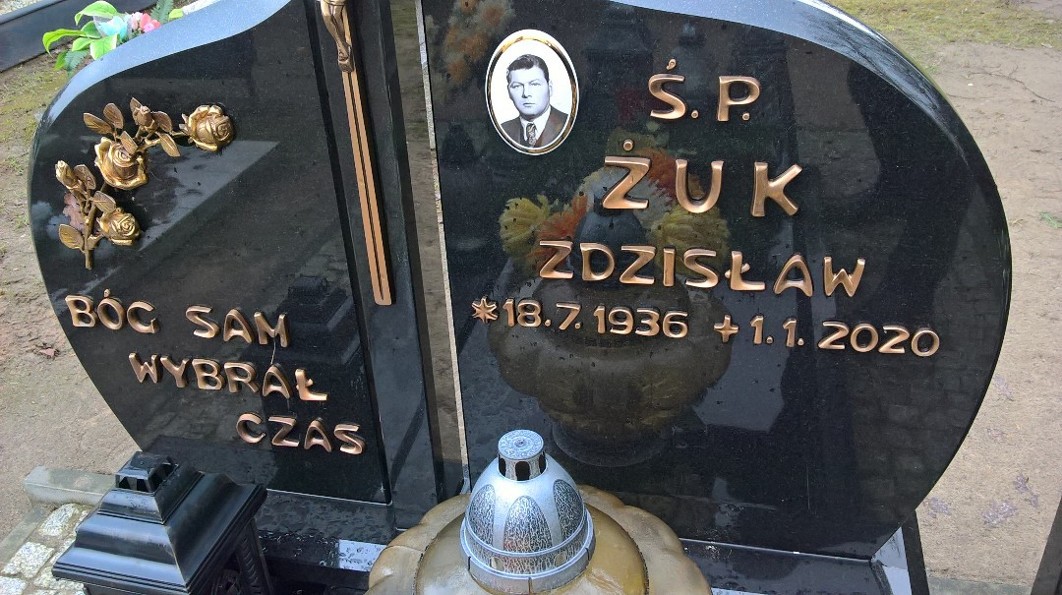 BÓG SAM
WYBRAŁ
CZAS
Ś.P.
ŻUK
ZDZISŁAW
*18.7.1936 +1.1.2020